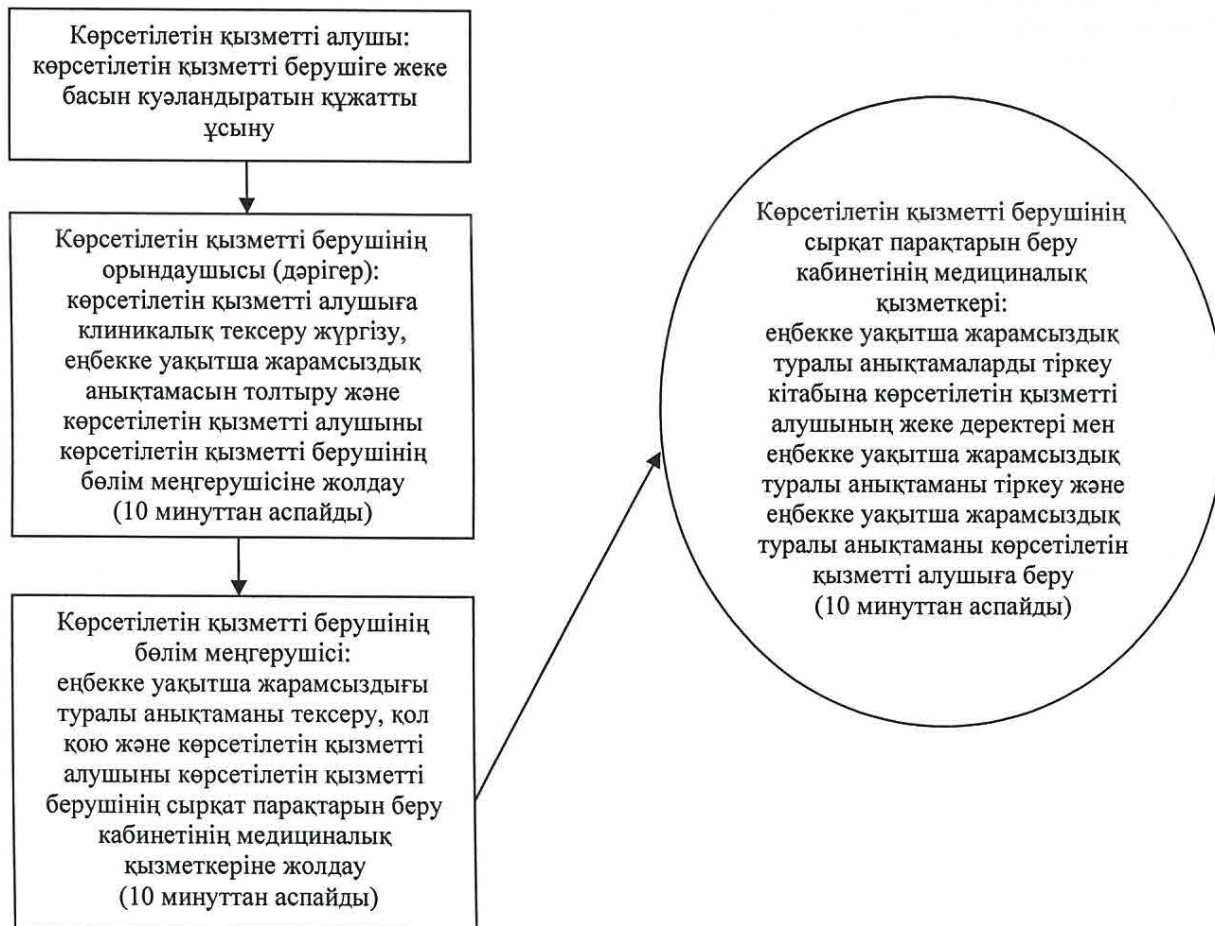 Көрсетілетін қызметті алушы:
көрсетілетін қызметті берушіге жеке
басын куәландыратын құжатты
ұсыну
Көрсетілетін қызметті берушінің
орындаушысы (дәрігер):
көрсетілетін қызметті алушыға
клиникалық тексеру жүргізу,
еңбекке уақытша жарамсыздық
анықтамасын толтыру және
көрсетілетін қызметті алушыны
көрсетілетін қызметті берушінің
бөлім меңгерушісіне жолдау
(10 минуттан аспайды)
Көрсетілетін қызметті берушінің
бөлім меңгерушісі:
еңбекке уақытша жарамсыздығы
туралы анықтаманы тексеру, қол
қою және көрсетілетін қызметті
алушыны көрсетілетін қызметті
берушінің сырқат парақтарын беру
кабинетінің медициналық
қызметкеріне жолдау
(10 минуттан аспайды)
Көрсетілетін қызметті берушінің
сырқат парақтарын беру
кабинетінің медициналық
қызметкері:
еңбекке уақытша жарамсыздық
туралы анықтамаларды тіркеу
кітабына көрсетілетін қызметті
алушының жеке деректері мен
еңбекке уақытша жарамсыздық
туралы анықтаманы тіркеу және
еңбекке уақытша жарамсыздық
туралы анықтаманы көрсетілетін
қызметті алушыға беру
(10 минуттан аспайды)